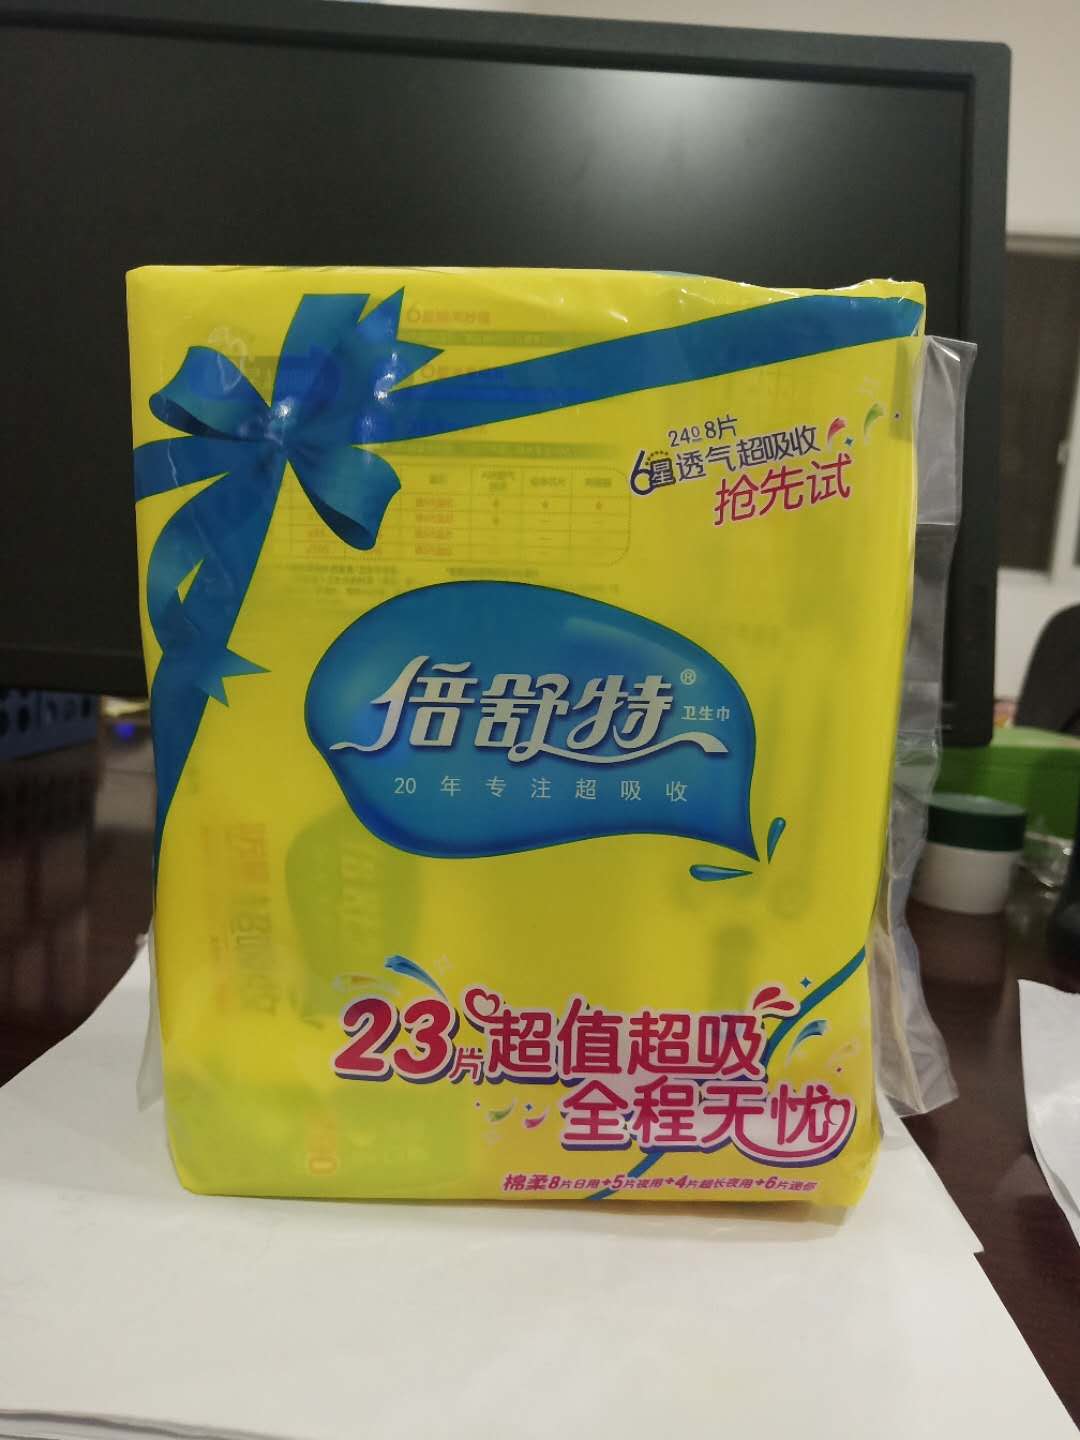 24º 8片
6星透气超吸收
抢先试
倍舒特®
卫生巾
20年专注超吸收
23片超值超吸
全程无忧
棉柔8片日用+5片夜用+4片超长夜用+6片迷你